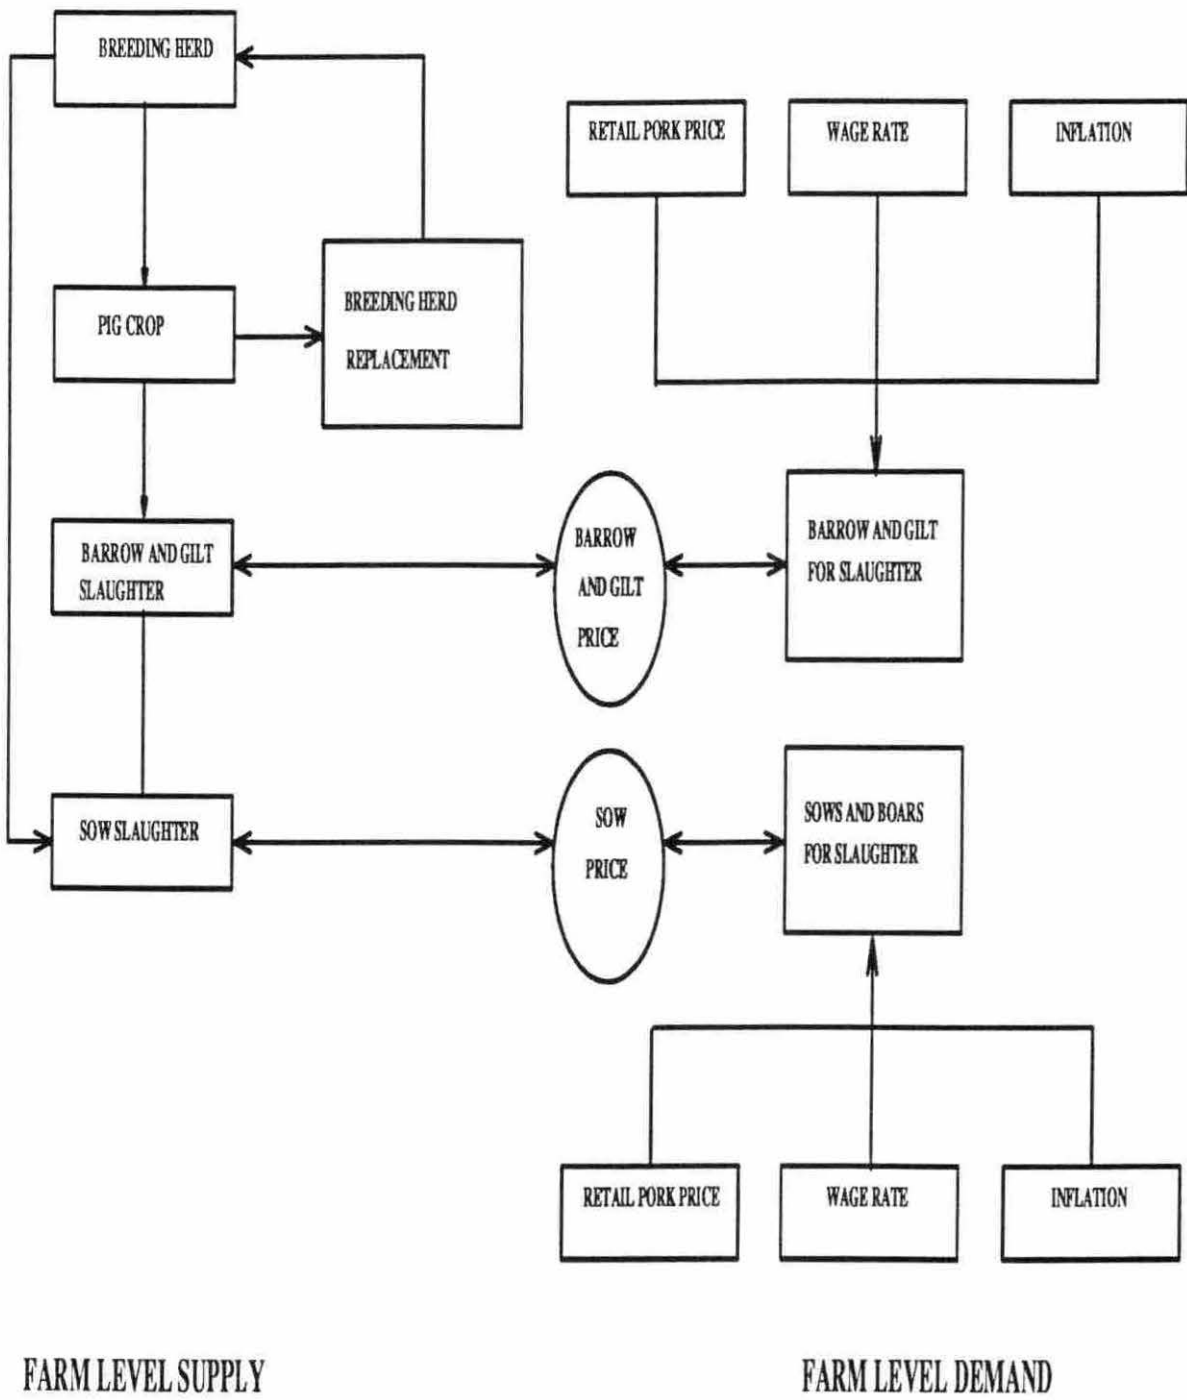 BREEDING HERD
RETAIL PORK PRICE
WAGE RATE
INFLATION
BREEDING HERD
REPLACEMENT
PIG CROP
BARROW AND GILT
SLAUGHTER
BARROW
AND GILT
PRICE
BARROW AND GILT
FOR SLAUGHTER
SOW SLAUGHTER
SOW
PRICE
SOWS AND BOARS
FOR SLAUGHTER
RETAIL PORK PRICE
WAGE RATE
INFLATION
FARM LEVEL SUPPLY
FARM LEVEL DEMAND